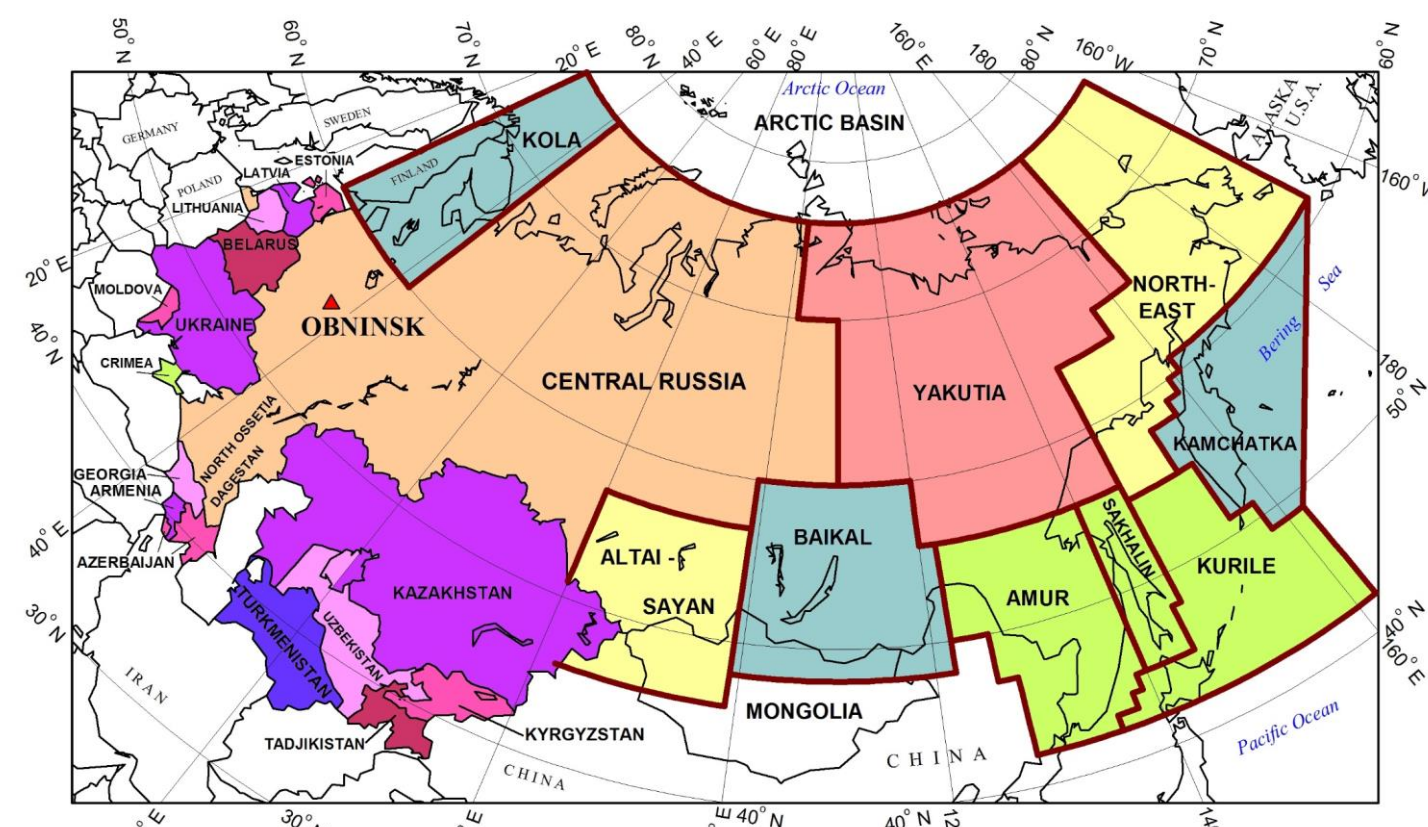 50° N
60° N
70° N
20° E
80° N
40° E
60° E
80° E
160° E
180
80° N
160° W
70° N
60° N
Arctic Ocean
ARCTIC BASIN
ALASKA
U.S.A.
GERMANY
SWEDEN
KOLA
FINLAND
ESTONIA
LATVIA
POLAND
LITHUANIA
BELARUS
160° W
20° E
MOLDOVA
UKRAINE
OBNINSK
NORTH-
EAST
Sea
Bering
40° N
CRIMEA
CENTRAL RUSSIA
YAKUTIA
180
50° N
NORTH OSSETIA
DAGESTAN
KAMCHATKA
GEORGIA
ARMENIA
40° E
AZERBAIJAN
ALTAI -
SAYAN
BAIKAL
SAKHALIN
KURILE
AMUR
KAZAKHSTAN
TURKMENISTAN
UZBEKISTAN
30° N
40° N
160° E
IRAN
MONGOLIA
KYRGYZSTAN
TADJIKISTAN
CHINA
CHINA
Pacific Ocean
E
30°
E
E
40° N
40° N
12
14